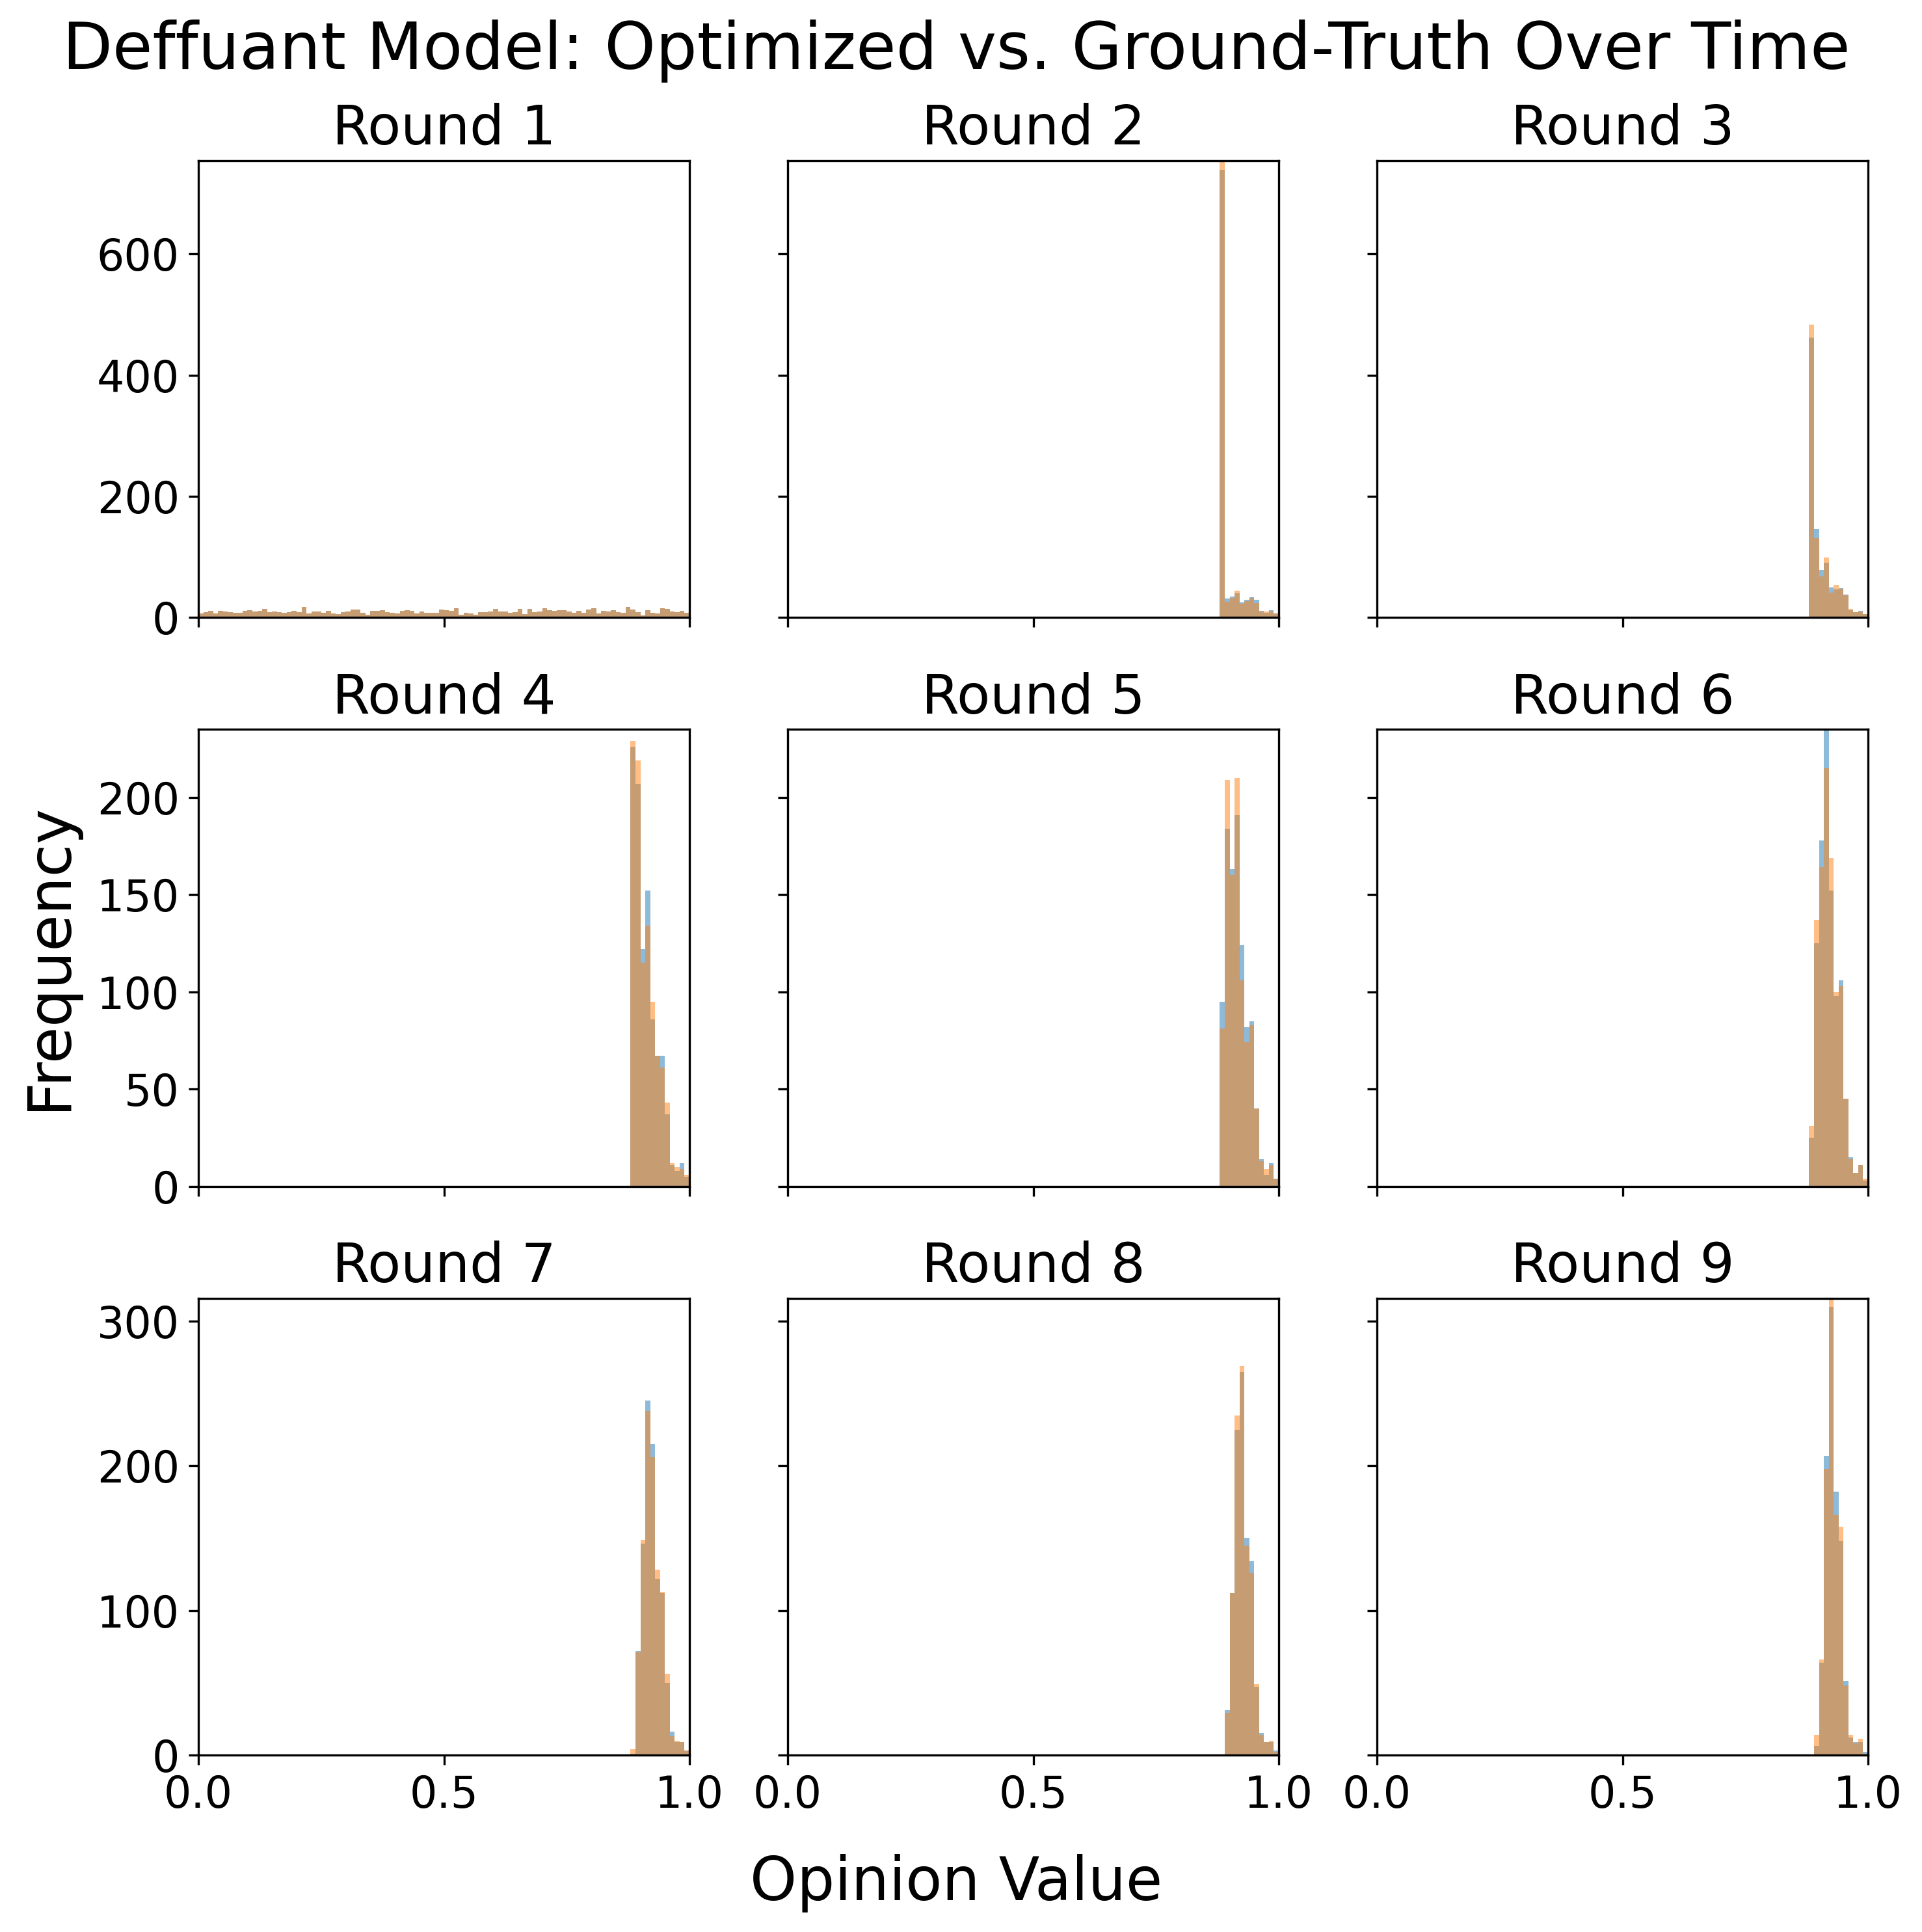 Deffuant Model: Optimized vs. Ground-Truth Over Time
Round 1
Round 2
Round 3
600
400
200
0
Round 4
Round 5
Round 6
Frequency
200
150
100
50
0
Round 7
Round 8
Round 9
300
200
100
0
0.0 0.5 1.0 0.0 0.5 1.0 0.0 0.5 1.0
Opinion Value